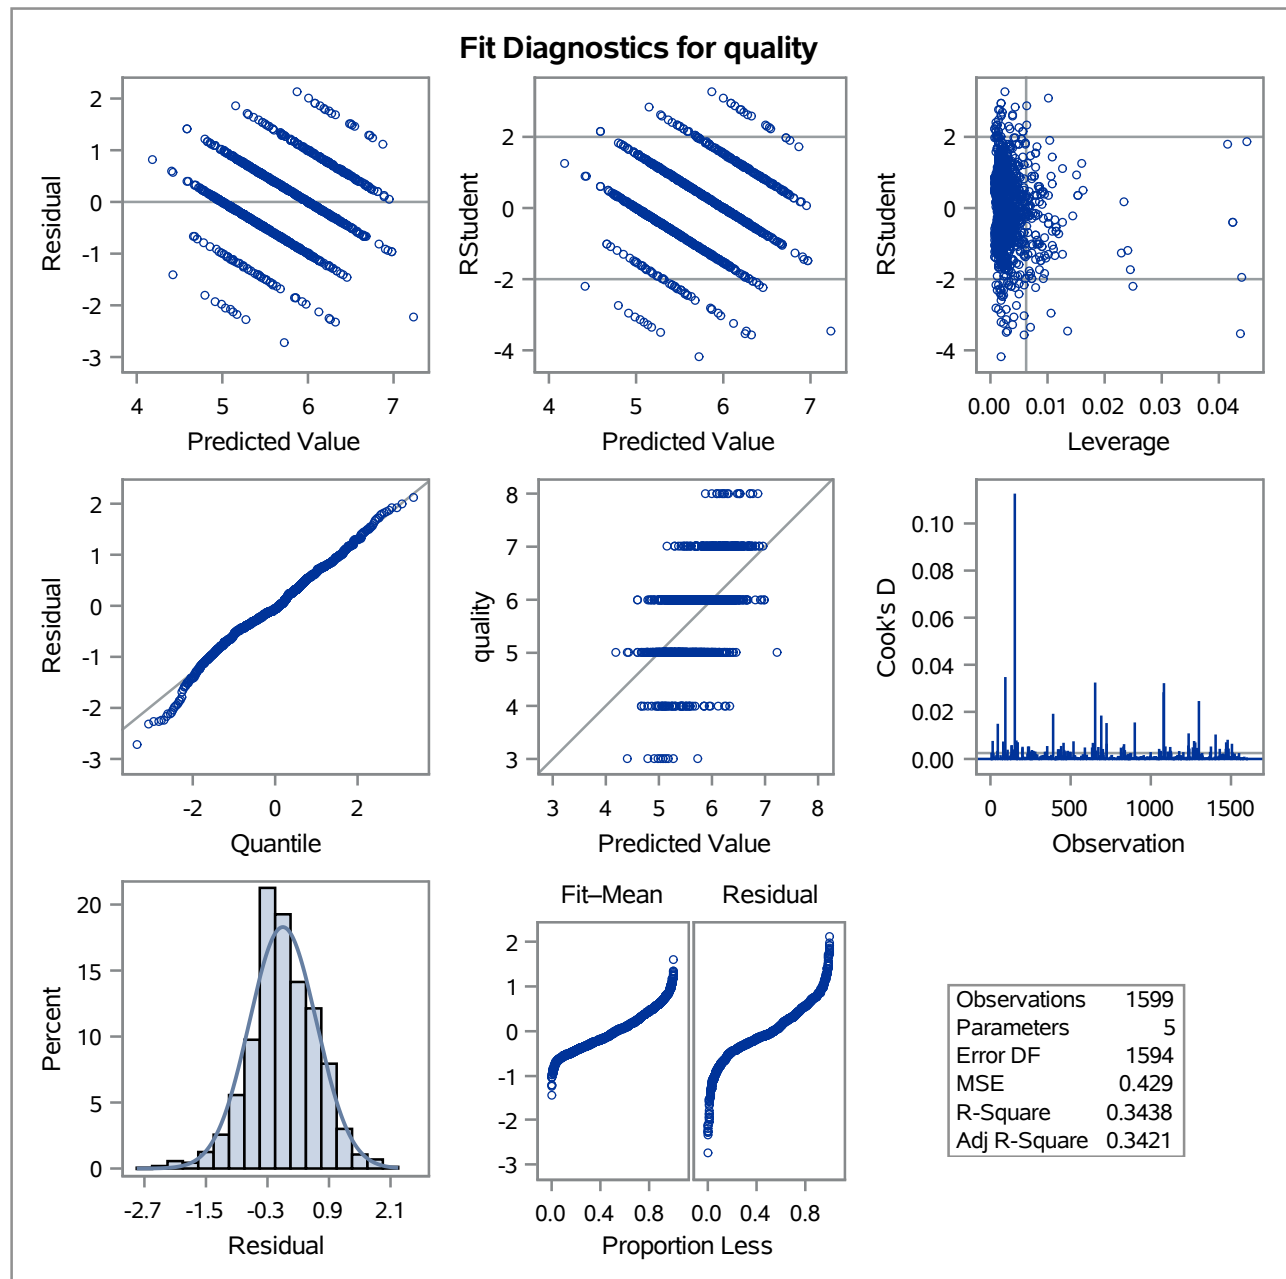 Fit Diagnostics for quality
Residual
2
1
0
-1
-2
-3
4 5 6 7
Predicted Value
RStudent
2
0
-2
-4
4 5 6 7
Predicted Value
RStudent
2
0
-2
-4
0.00 0.01 0.02 0.03 0.04
Leverage
Residual
2
1
0
-1
-2
-3
-2 0 2
Quantile
quality
8
7
6
5
4
3
3 4 5 6 7 8
Predicted Value
Cook's D
0.10
0.08
0.06
0.04
0.02
0.00
0 500 1000 1500
Observation
Percent
20
15
10
5
0
-2.7 -1.5 -0.3 0.9 2.1
Residual
Fit–Mean Residual
2
1
0
-1
-2
-3
0.0 0.4 0.8 0.0 0.4 0.8
Proportion Less
Observations 1599
Parameters 5
Error DF 1594
MSE 0.429
R-Square 0.3438
Adj R-Square 0.3421